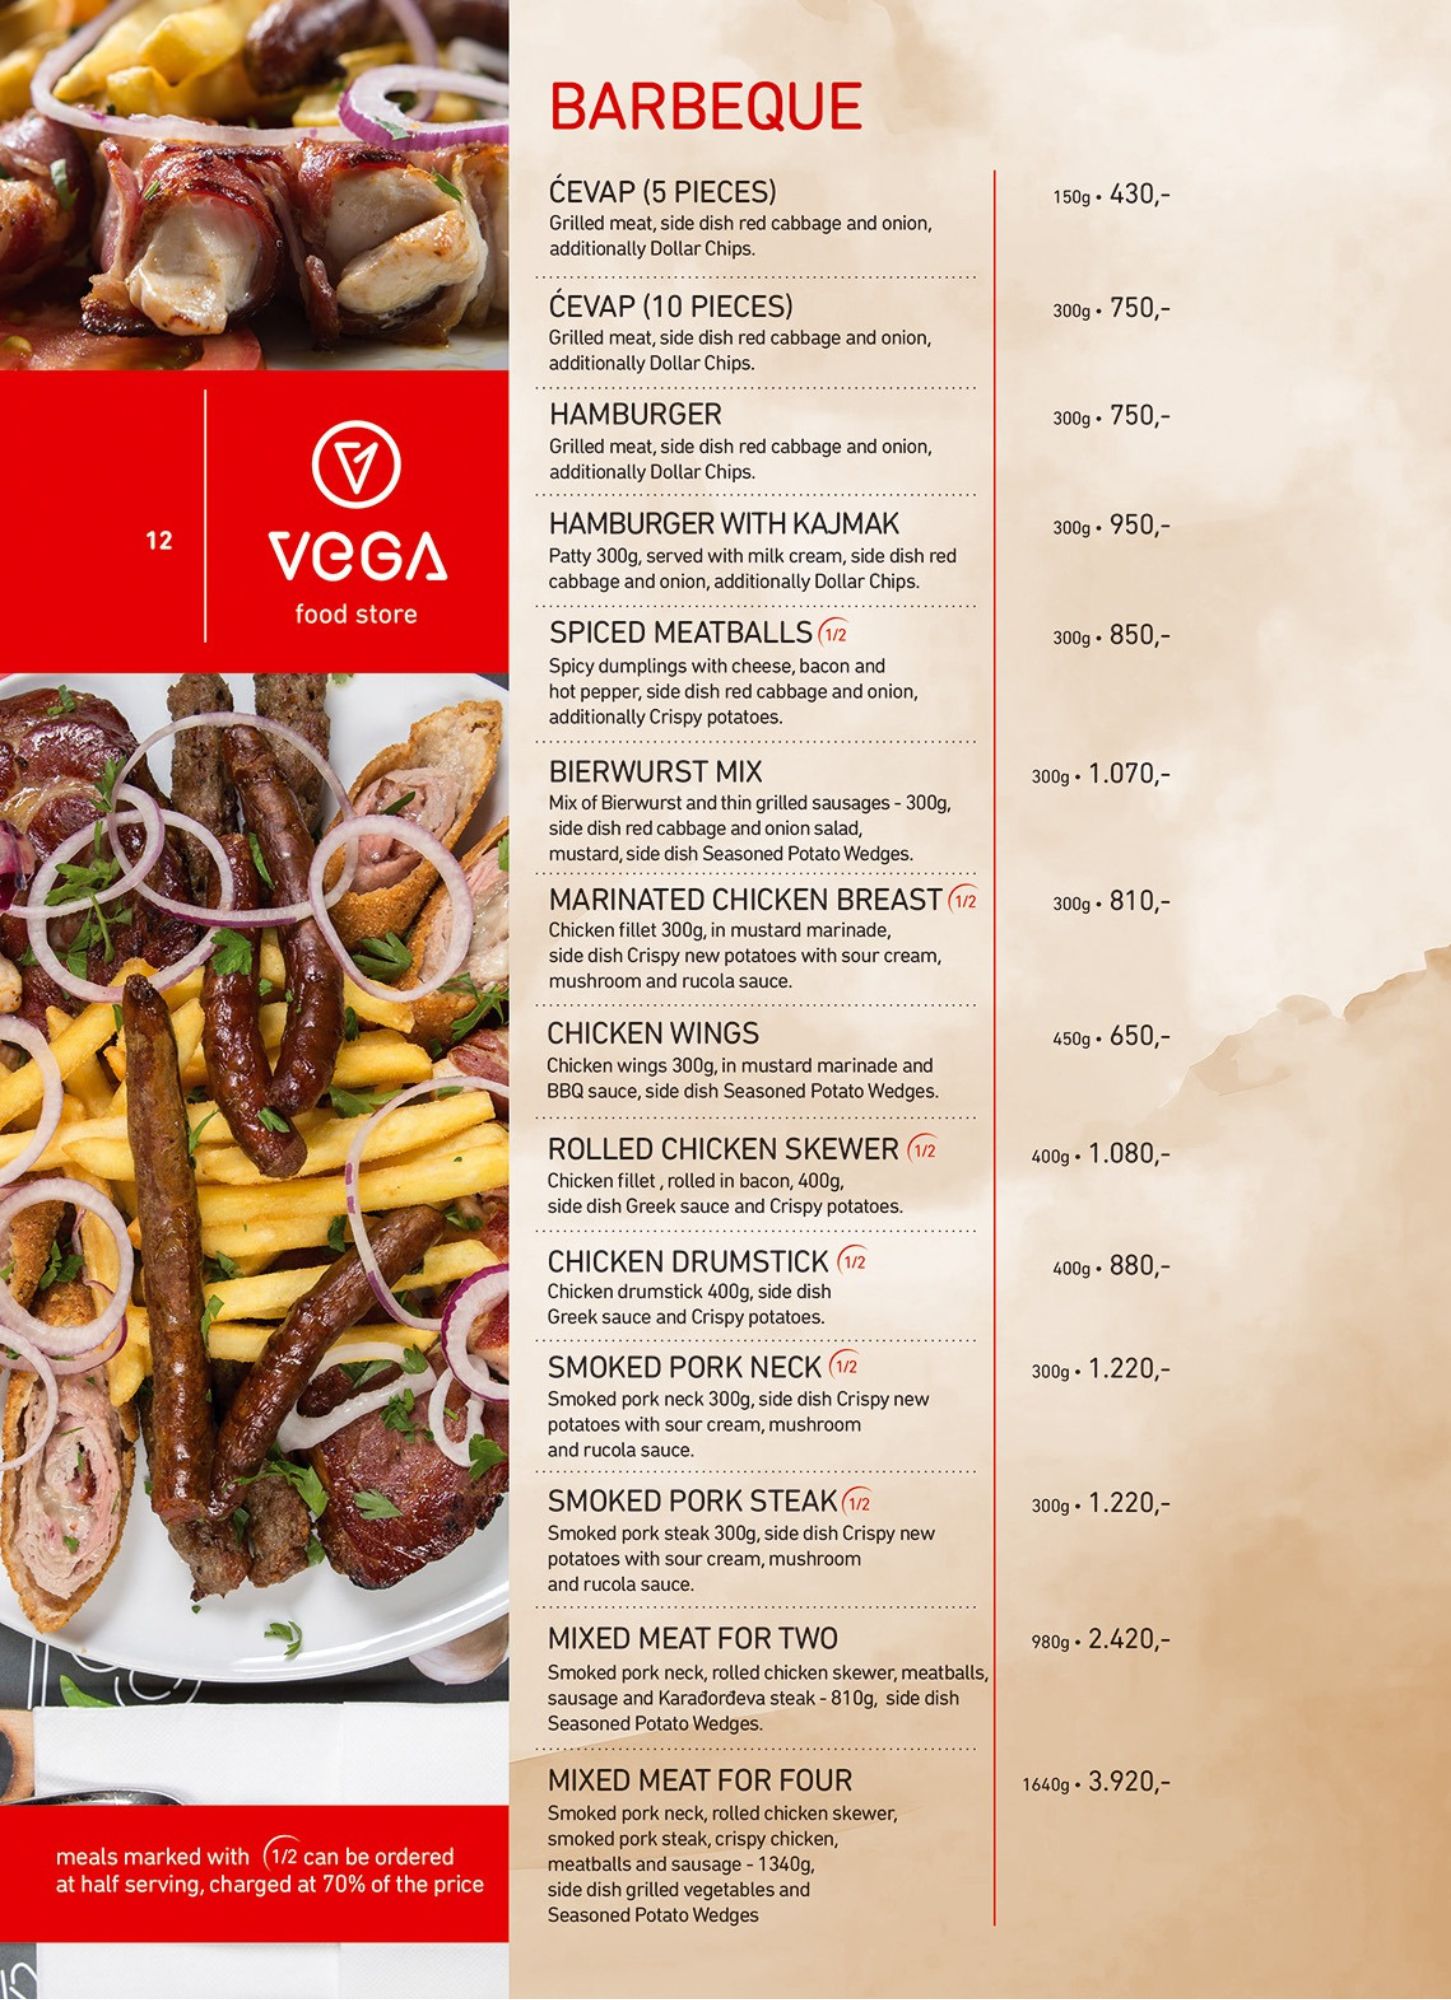 BARBEQUE
ĆEVAP (5 PIECES)
150g • 430,-
Grilled meat, side dish red cabbage and onion,
additionally Dollar Chips.
ĆEVAP (10 PIECES)
300g • 750,-
Grilled meat, side dish red cabbage and onion,
additionally Dollar Chips.
HAMBURGER
300g • 750,-
Grilled meat, side dish red cabbage and onion,
additionally Dollar Chips.
HAMBURGER WITH KAJMAK
300g • 950,-
Patty 300g, served with milk cream, side dish red
cabbage and onion, additionally Dollar Chips.
SPICED MEATBALLS 1/2
300g • 850,-
Spicy dumplings with cheese, bacon and
hot pepper, side dish red cabbage and onion,
additionally Crispy potatoes.
BIERWURST MIX
300g • 1.070,-
Mix of Bierwurst and thin grilled sausages - 300g,
side dish red cabbage and onion salad,
mustard, side dish Seasoned Potato Wedges.
MARINATED CHICKEN BREAST 1/2
300g • 810,-
Chicken fillet 300g, in mustard marinade,
side dish Crispy new potatoes with sour cream,
mushroom and rucola sauce.
CHICKEN WINGS
450g • 650,-
Chicken wings 300g, in mustard marinade and
BBQ sauce, side dish Seasoned Potato Wedges.
ROLLED CHICKEN SKEWER 1/2
400g • 1.080,-
Chicken fillet , rolled in bacon, 400g,
side dish Greek sauce and Crispy potatoes.
CHICKEN DRUMSTICK 1/2
400g • 880,-
Chicken drumstick 400g, side dish
Greek sauce and Crispy potatoes.
SMOKED PORK NECK 1/2
300g • 1.220,-
Smoked pork neck 300g, side dish Crispy new
potatoes with sour cream, mushroom
and rucola sauce.
SMOKED PORK STEAK 1/2
300g • 1.220,-
Smoked pork steak 300g, side dish Crispy new
potatoes with sour cream, mushroom
and rucola sauce.
MIXED MEAT FOR TWO
980g • 2.420,-
Smoked pork neck, rolled chicken skewer, meatballs,
sausage and Karađorđeva steak - 810g, side dish
Seasoned Potato Wedges.
MIXED MEAT FOR FOUR
1640g • 3.920,-
Smoked pork neck, rolled chicken skewer,
smoked pork steak, crispy chicken,
meatballs and sausage - 1340g,
side dish grilled vegetables and
Seasoned Potato Wedges
12
VeGA
food store
meals marked with 1/2 can be ordered
at half serving, charged at 70% of the price